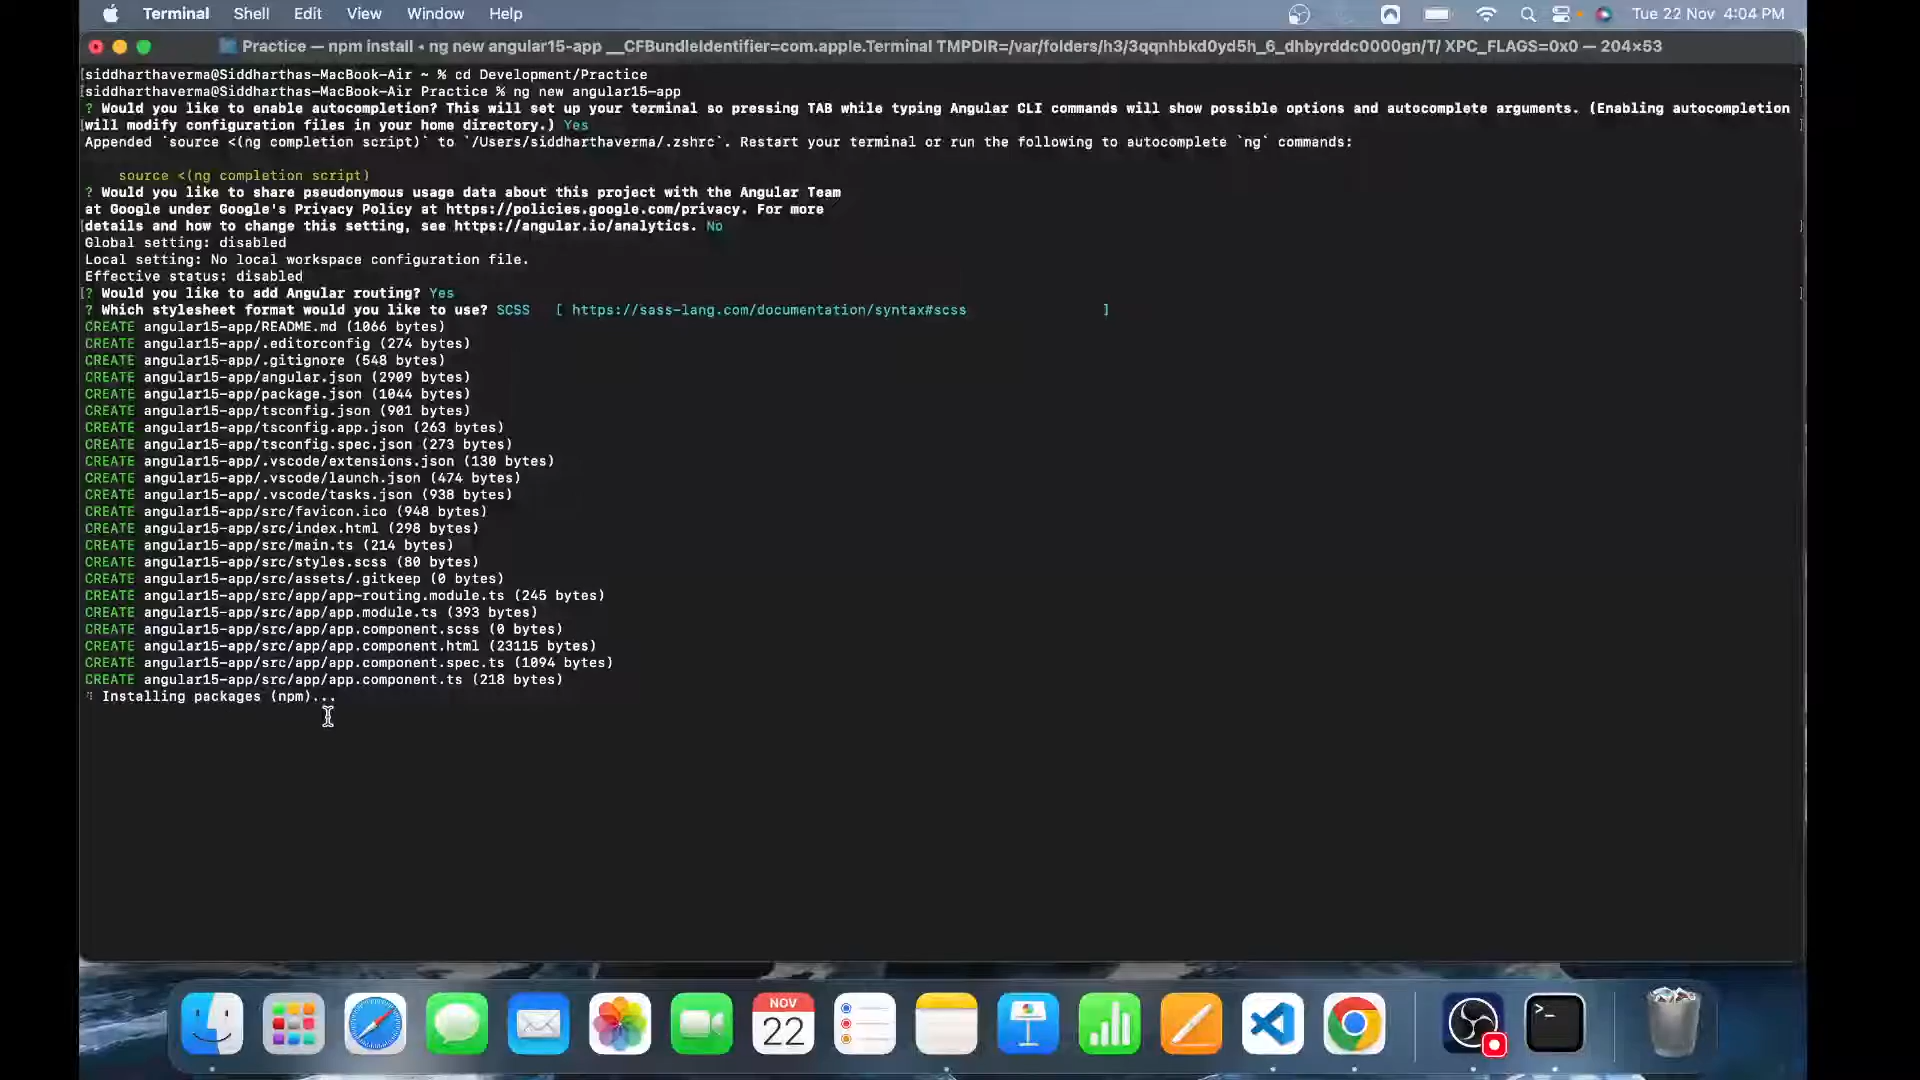 Terminal Shell Edit View Window Help Tue 22 Nov 4:04 PM
Practice — npm install • ng new angular15-app __CFBundleIdentifier=com.apple.Terminal TMPDIR=/var/folders/h3/3qqnhbkd0yd5h_6_dhbyrddc0000gn/T/ XPC_FLAGS=0x0 — 204×53
[siddharthaverma@Siddharthas-MacBook-Air ~ % cd Development/Practice ]
[siddharthaverma@Siddharthas-MacBook-Air Practice % ng new angular15-app ]
? Would you like to enable autocompletion? This will set up your terminal so pressing TAB while typing Angular CLI commands will show possible options and autocomplete arguments. (Enabling autocompletion
[will modify configuration files in your home directory.) Yes ]
Appended `source <(ng completion script)` to `/Users/siddharthaverma/.zshrc`. Restart your terminal or run the following to autocomplete `ng` commands:
source <(ng completion script)
? Would you like to share pseudonymous usage data about this project with the Angular Team
at Google under Google's Privacy Policy at https://policies.google.com/privacy. For more
[details and how to change this setting, see https://angular.io/analytics. No ]
Global setting: disabled
Local setting: No local workspace configuration file.
Effective status: disabled
[? Would you like to add Angular routing? Yes ]
? Which stylesheet format would you like to use? SCSS [ https://sass-lang.com/documentation/syntax#scss ]
CREATE angular15-app/README.md (1066 bytes)
CREATE angular15-app/.editorconfig (274 bytes)
CREATE angular15-app/.gitignore (548 bytes)
CREATE angular15-app/angular.json (2909 bytes)
CREATE angular15-app/package.json (1044 bytes)
CREATE angular15-app/tsconfig.json (901 bytes)
CREATE angular15-app/tsconfig.app.json (263 bytes)
CREATE angular15-app/tsconfig.spec.json (273 bytes)
CREATE angular15-app/.vscode/extensions.json (130 bytes)
CREATE angular15-app/.vscode/launch.json (474 bytes)
CREATE angular15-app/.vscode/tasks.json (938 bytes)
CREATE angular15-app/src/favicon.ico (948 bytes)
CREATE angular15-app/src/index.html (298 bytes)
CREATE angular15-app/src/main.ts (214 bytes)
CREATE angular15-app/src/styles.scss (80 bytes)
CREATE angular15-app/src/assets/.gitkeep (0 bytes)
CREATE angular15-app/src/app/app-routing.module.ts (245 bytes)
CREATE angular15-app/src/app/app.module.ts (393 bytes)
CREATE angular15-app/src/app/app.component.scss (0 bytes)
CREATE angular15-app/src/app/app.component.html (23115 bytes)
CREATE angular15-app/src/app/app.component.spec.ts (1094 bytes)
CREATE angular15-app/src/app/app.component.ts (218 bytes)
Installing packages (npm)...
NOV
22
>_